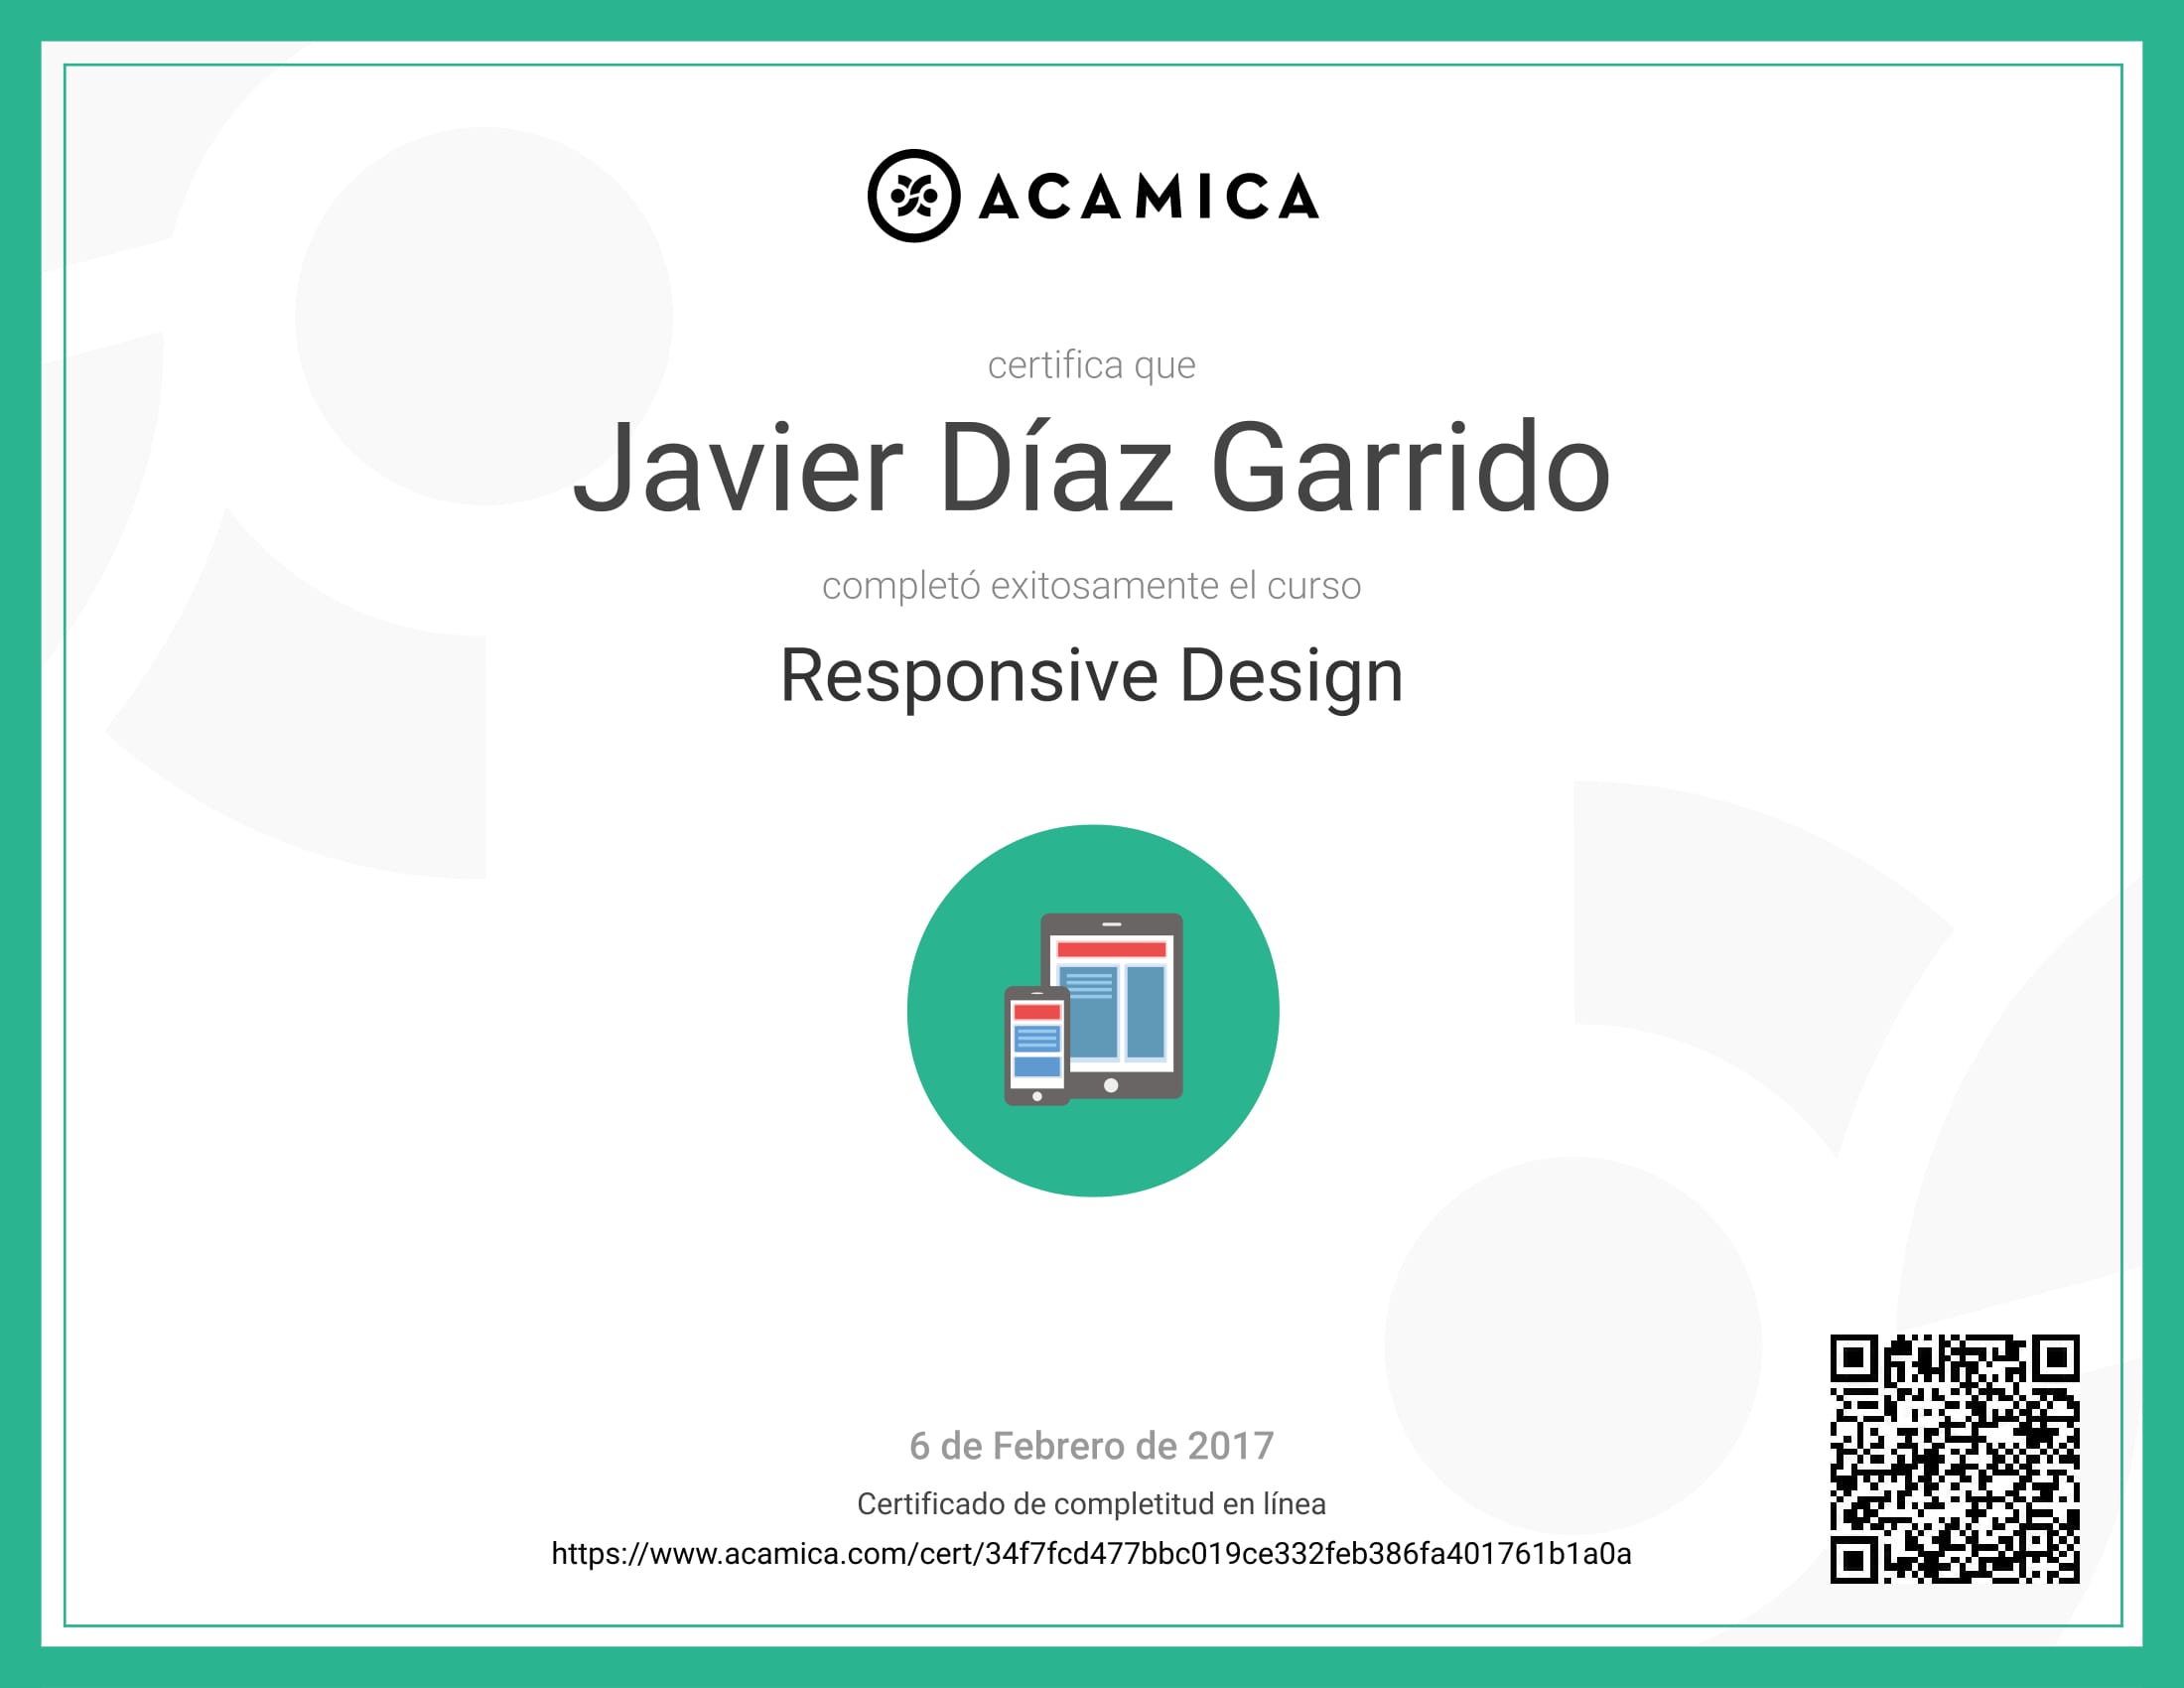 ACAMICA
certifica que
Javier Díaz Garrido
completó exitosamente el curso
Responsive Design
6 de Febrero de 2017
Certificado de completitud en línea
https://www.acamica.com/cert/34f7fcd477bbc019ce332feb386fa401761b1a0a